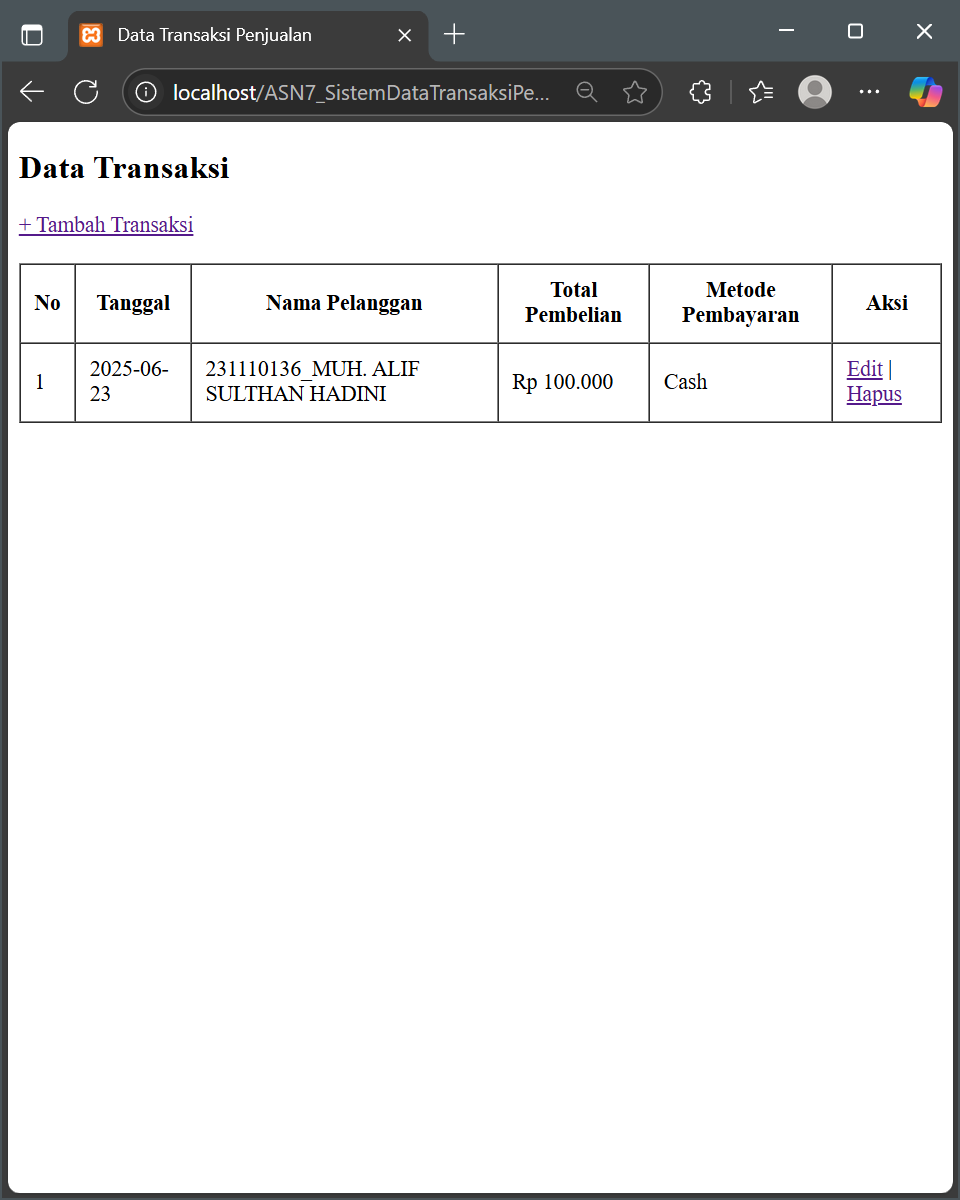 Data Transaksi Penjualan
localhost/ASN7_SistemDataTransaksiPe...
Data Transaksi
+ Tambah Transaksi
No
Tanggal
Nama Pelanggan
Total
Pembelian
Metode
Pembayaran
Aksi
1
2025-06-
23
231110136_MUH. ALIF
SULTHAN HADINI
Rp 100.000
Cash
Edit |
Hapus